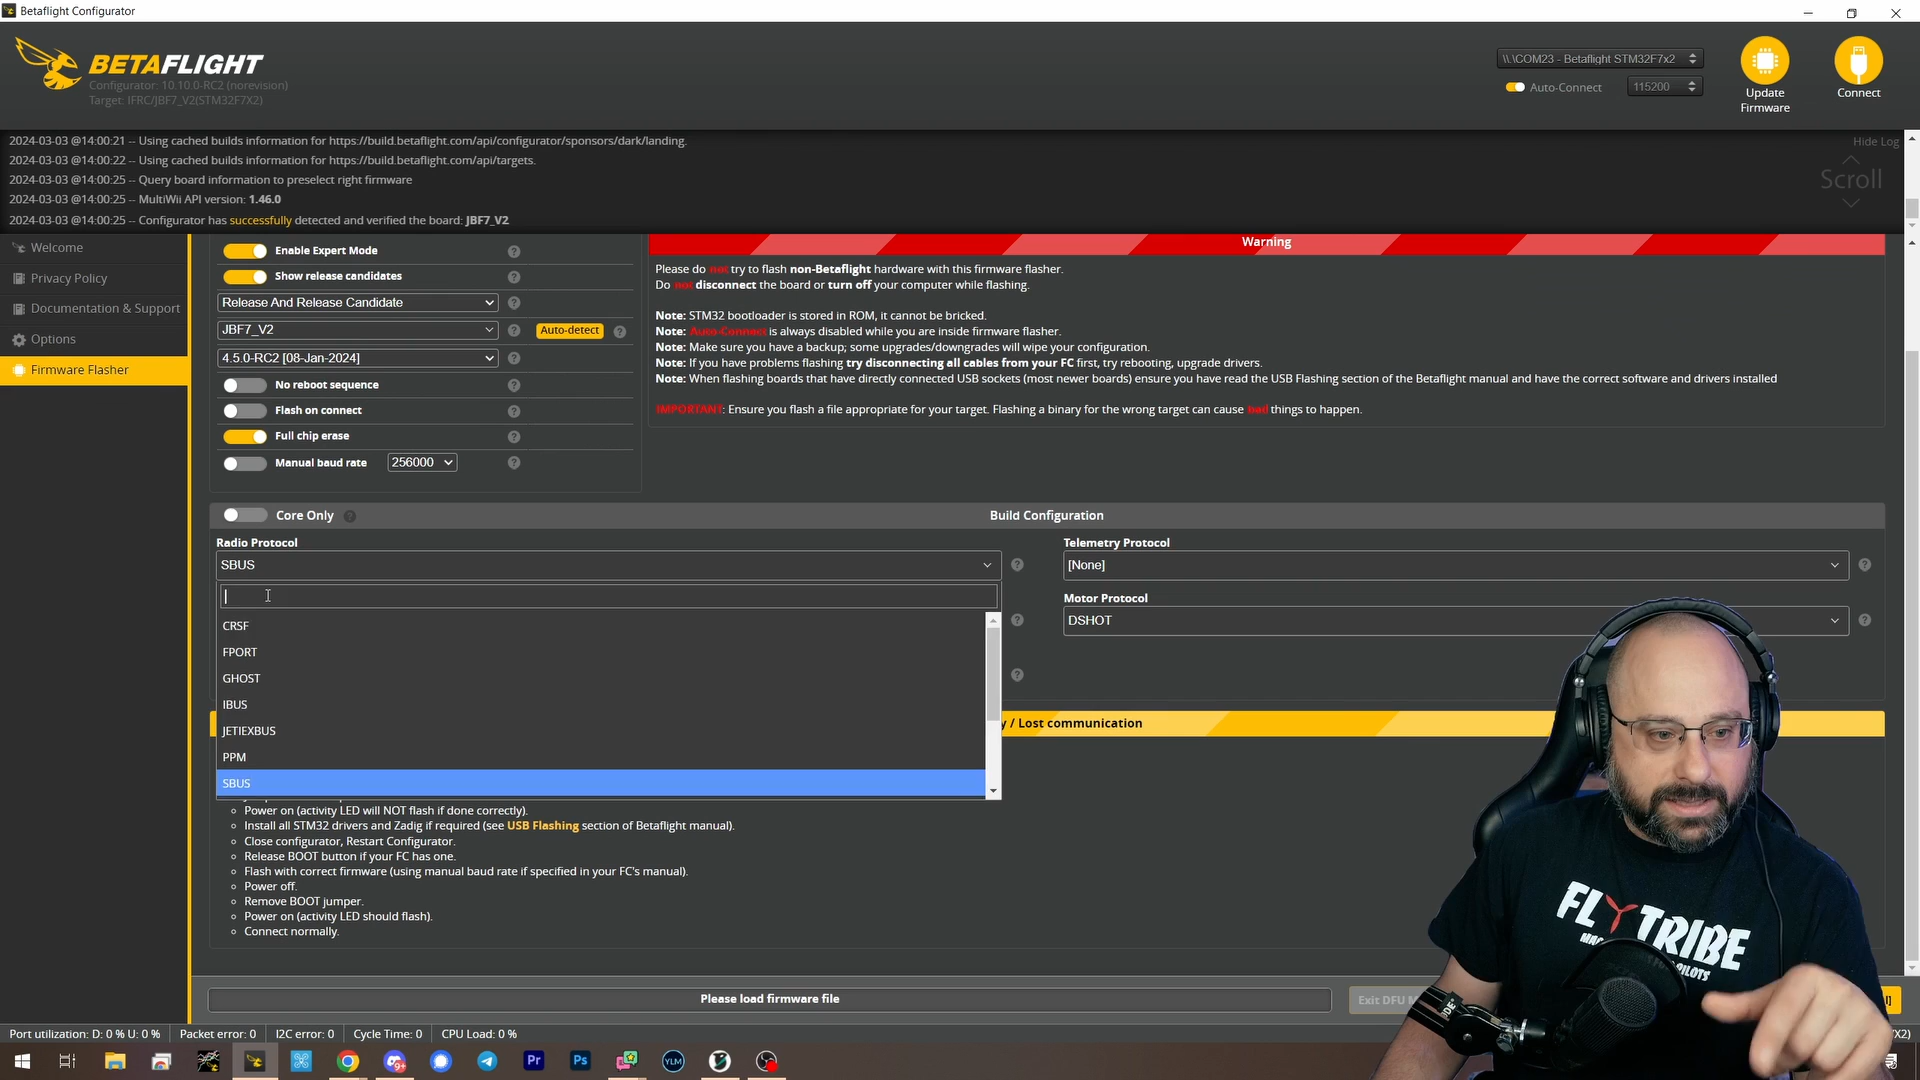 Betaflight Configurator
BETAFLIGHT
Configurator: 10.10.0-RC2 (norevision)
Target: IFRC/JBF7_V2(STM32F7X2)
\\.\COM23 - Betaflight STM32F7x2
Auto-Connect
115200
Update
Firmware
Connect
2024-03-03 @14:00:21 -- Using cached builds information for https://build.betaflight.com/api/configurator/sponsors/dark/landing.
2024-03-03 @14:00:22 -- Using cached builds information for https://build.betaflight.com/api/targets.
2024-03-03 @14:00:25 -- Query board information to preselect right firmware
2024-03-03 @14:00:25 -- MultiWii API version: 1.46.0
2024-03-03 @14:00:25 -- Configurator has successfully detected and verified the board: JBF7_V2
Hide Log
Scroll
Welcome
Privacy Policy
Documentation & Support
Options
Firmware Flasher
Enable Expert Mode
Show release candidates
Release And Release Candidate
JBF7_V2
Auto-detect
4.5.0-RC2 [08-Jan-2024]
No reboot sequence
Flash on connect
Full chip erase
Manual baud rate
256000
Warning
Please do not try to flash non-Betaflight hardware with this firmware flasher.
Do not disconnect the board or turn off your computer while flashing.
Note: STM32 bootloader is stored in ROM, it cannot be bricked.
Note: Auto-Connect is always disabled while you are inside firmware flasher.
Note: Make sure you have a backup; some upgrades/downgrades will wipe your configuration.
Note: If you have problems flashing try disconnecting all cables from your FC first, try rebooting, upgrade drivers.
Note: When flashing boards that have directly connected USB sockets (most newer boards) ensure you have read the USB Flashing section of the Betaflight manual and have the correct software and drivers installed
IMPORTANT: Ensure you flash a file appropriate for your target. Flashing a binary for the wrong target can cause bad things to happen.
Core Only
Build Configuration
Radio Protocol
SBUS
CRSF
FPORT
GHOST
IBUS
JETIEXBUS
PPM
SBUS
Telemetry Protocol
[None]
Motor Protocol
DSHOT
/ Lost communication
Power on (activity LED will NOT flash if done correctly).
Install all STM32 drivers and Zadig if required (see USB Flashing section of Betaflight manual).
Close configurator, Restart Configurator.
Release BOOT button if your FC has one.
Flash with correct firmware (using manual baud rate if specified in your FC's manual).
Power off.
Remove BOOT jumper.
Power on (activity LED should flash).
Connect normally.
Please load firmware file
Exit DFU
FLYTRIBE
PILOTS
Port utilization: D: 0 % U: 0 %
Packet error: 0
I2C error: 0
Cycle Time: 0
CPU Load: 0 %
X2)
9+
Pr
Ps
YLM